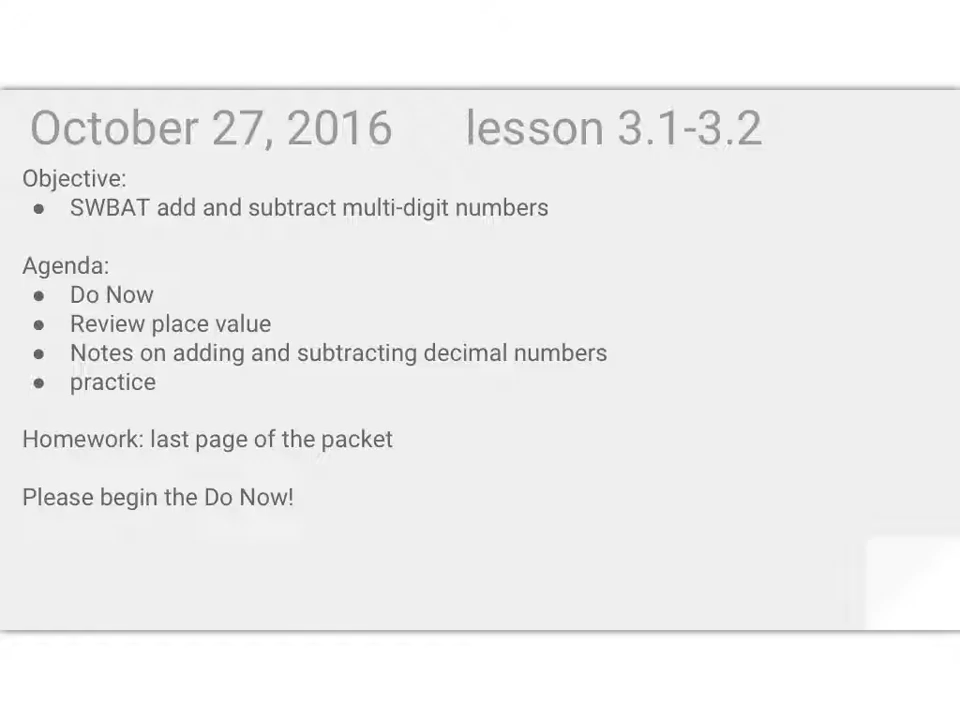 October 27, 2016 lesson 3.1-3.2
Objective:
● SWBAT add and subtract multi-digit numbers
Agenda:
● Do Now
● Review place value
● Notes on adding and subtracting decimal numbers
● practice
Homework: last page of the packet
Please begin the Do Now!